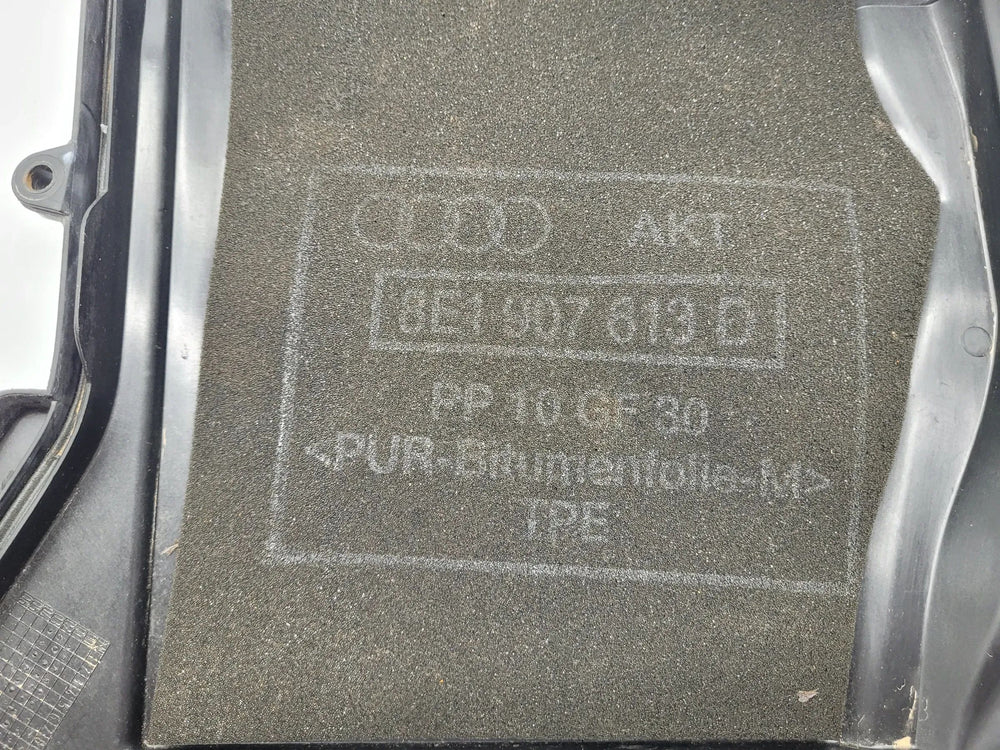 AKT
8E1 907 613 D
PP 10 GF 30
<PUR-Bitumenfolie-M>
TPE